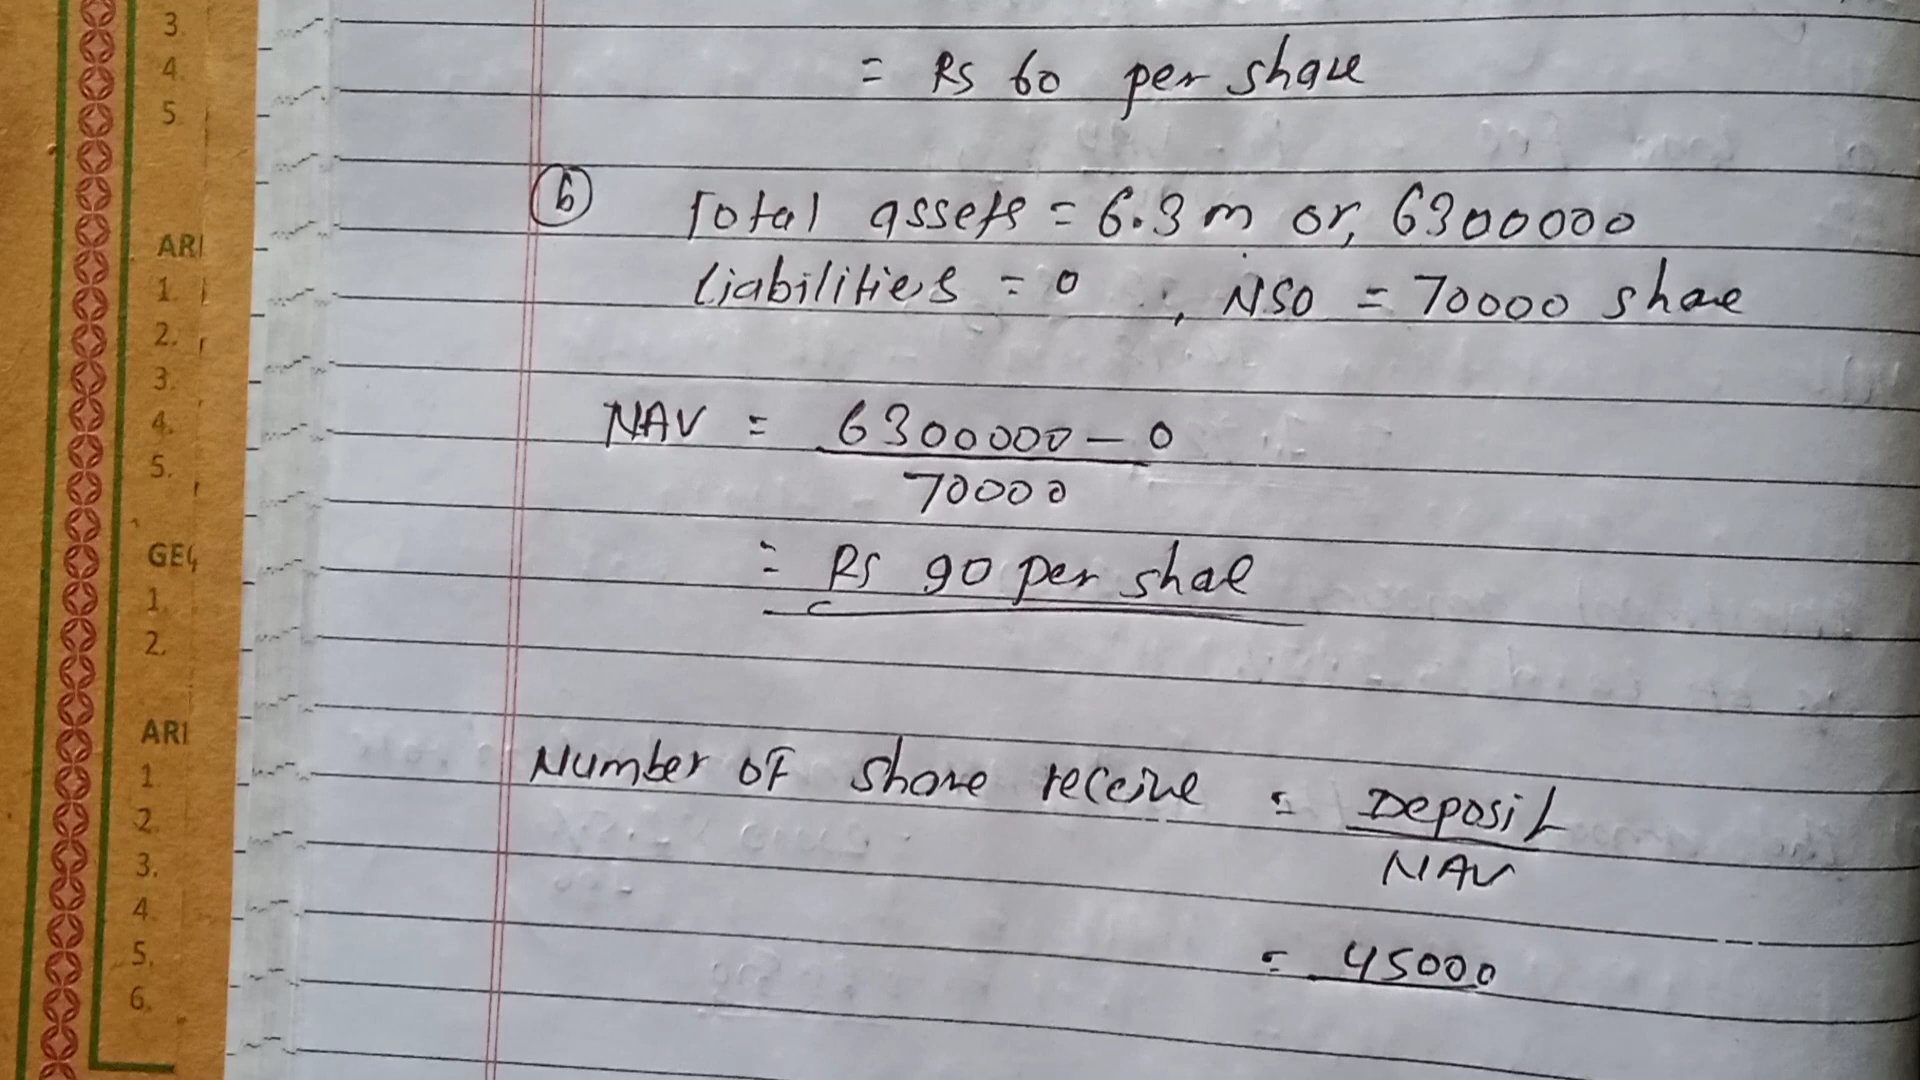 3.
4.
5.
ARI
1.
2.
3.
4.
5.
GE
1.
2.
ARI
1
2.
3.
4.
5.
6.
= Rs 60 per share
(b) Total assets = 6.3 m or, 6300000
Liabilities = 0 , NSO = 70000 share
NAV = 6300000 - 0
70000
= Rs 90 per shae
Number of share receive = Deposit
NAV
= 45000